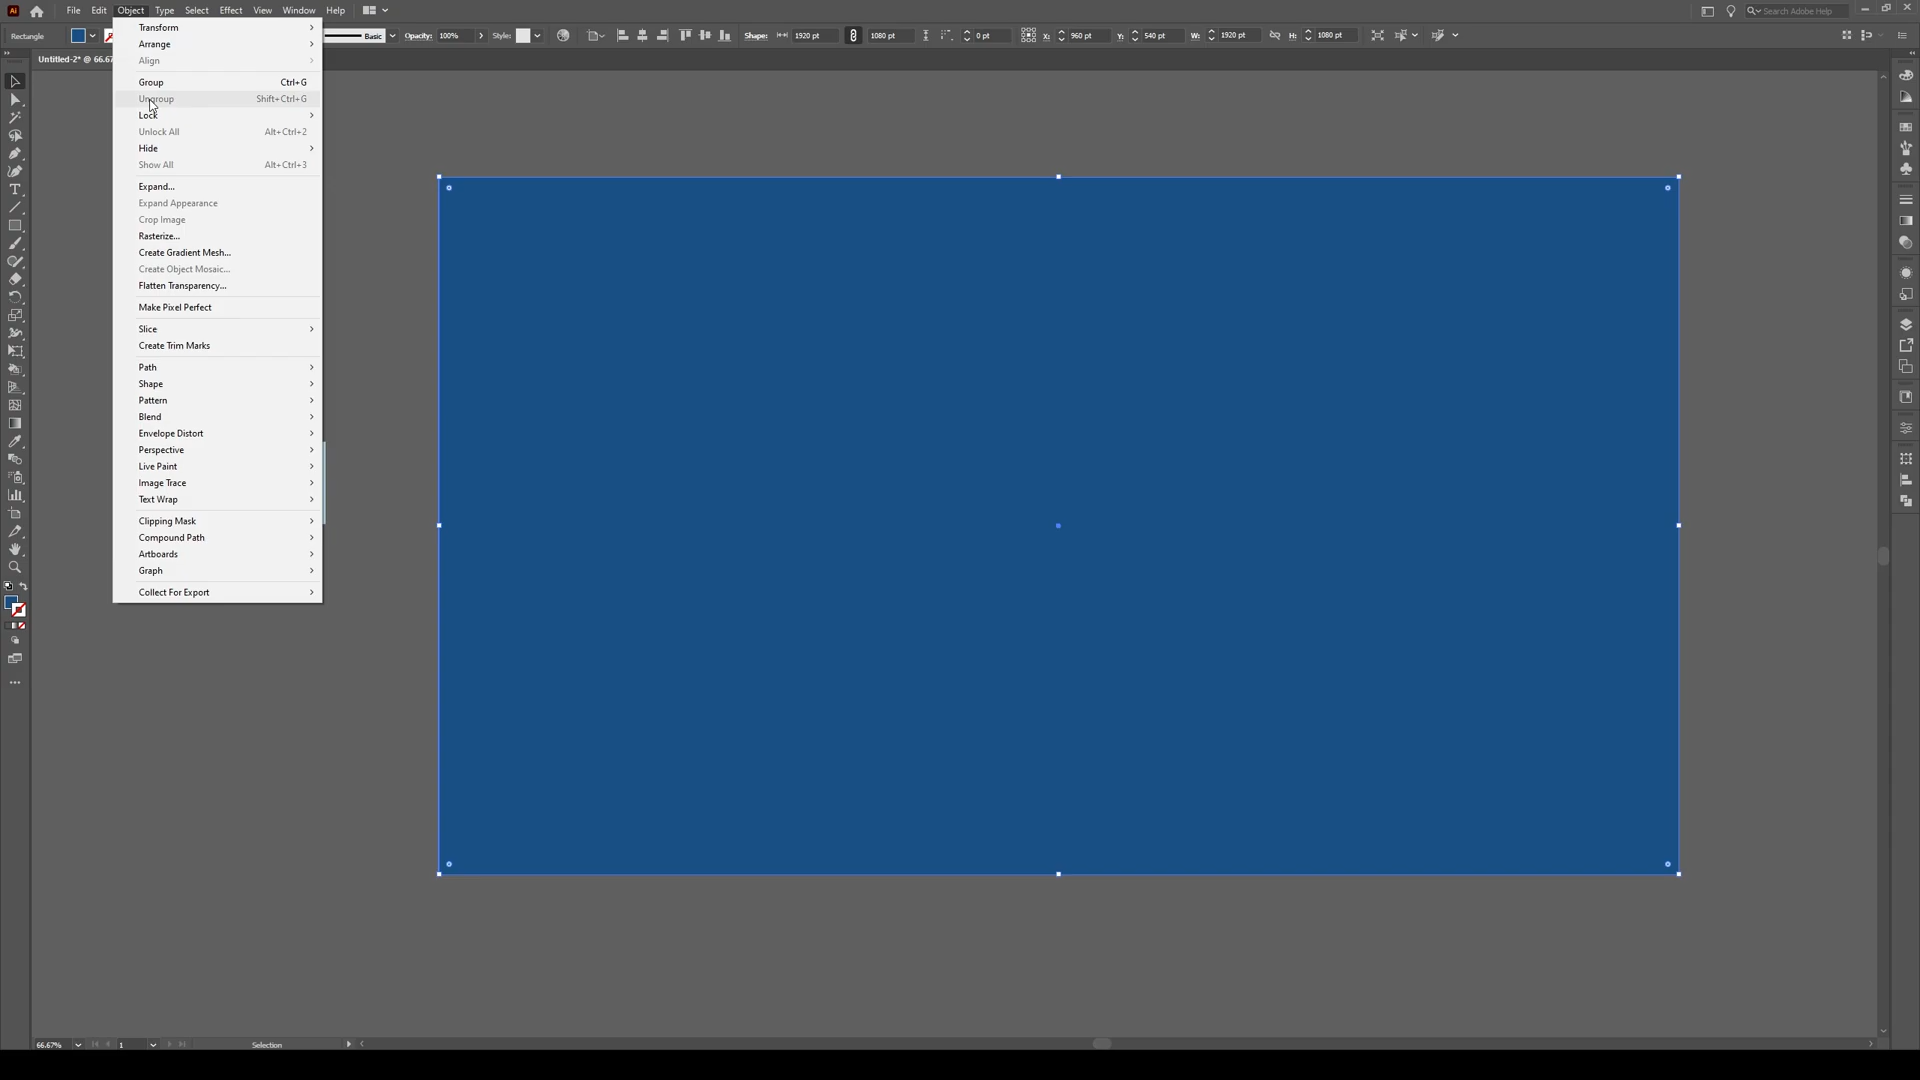 Ai File Edit Object Type Select Effect View Window Help Search Adobe Help
Rectangle Basic Opacity: 100% Style: Shape: 1920 pt 1080 pt 0 pt X: 960 pt Y: 540 pt W: 1920 pt H: 1080 pt
Untitled-2* @ 66.67
Transform
Arrange
Align
Group Ctrl+G
Ungroup Shift+Ctrl+G
Lock
Unlock All Alt+Ctrl+2
Hide
Show All Alt+Ctrl+3
Expand...
Expand Appearance
Crop Image
Rasterize...
Create Gradient Mesh...
Create Object Mosaic...
Flatten Transparency...
Make Pixel Perfect
Slice
Create Trim Marks
Path
Shape
Pattern
Blend
Envelope Distort
Perspective
Live Paint
Image Trace
Text Wrap
Clipping Mask
Compound Path
Artboards
Graph
Collect For Export
66.67% 1 Selection